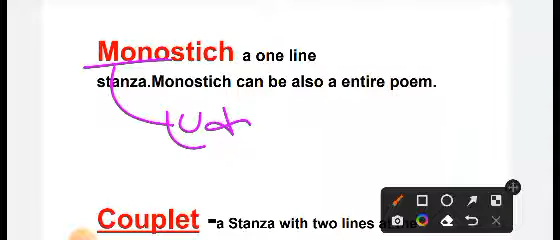 Monostich a one line
stanza.Monostich can be also a entire poem.
Couplet -a Stanza with two lines